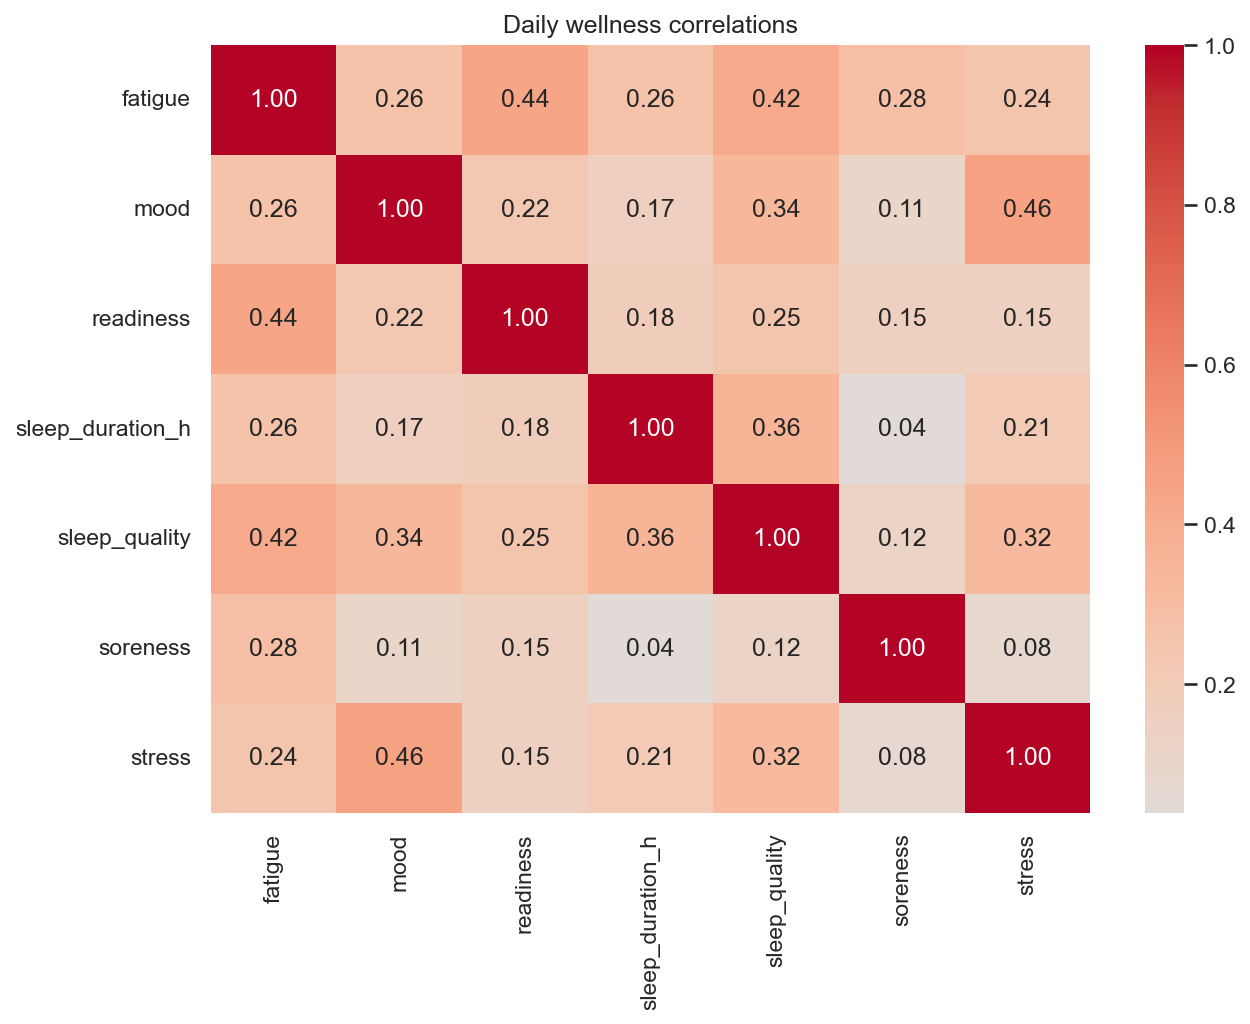 Daily wellness correlations
fatigue 1.00 0.26 0.44 0.26 0.42 0.28 0.24
mood 0.26 1.00 0.22 0.17 0.34 0.11 0.46
readiness 0.44 0.22 1.00 0.18 0.25 0.15 0.15
sleep_duration_h 0.26 0.17 0.18 1.00 0.36 0.04 0.21
sleep_quality 0.42 0.34 0.25 0.36 1.00 0.12 0.32
soreness 0.28 0.11 0.15 0.04 0.12 1.00 0.08
stress 0.24 0.46 0.15 0.21 0.32 0.08 1.00
fatigue
mood
readiness
sleep_duration_h
sleep_quality
soreness
stress
1.0
0.8
0.6
0.4
0.2